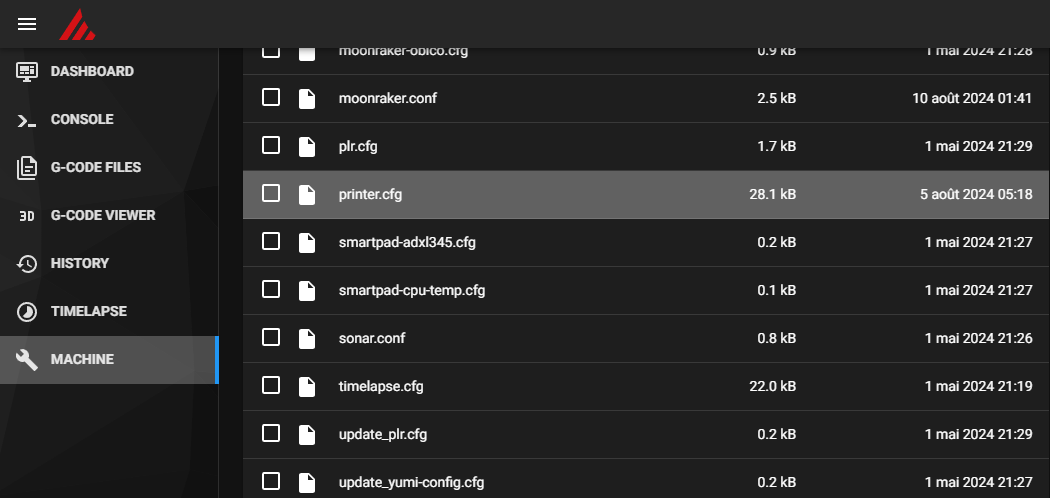 moonraker-obico.cfg 0.9 kB 1 mai 2024 21:28
DASHBOARD
moonraker.conf 2.5 kB 10 août 2024 01:41
CONSOLE
plr.cfg 1.7 kB 1 mai 2024 21:29
G-CODE FILES
printer.cfg 28.1 kB 5 août 2024 05:18
3D G-CODE VIEWER
smartpad-adxl345.cfg 0.2 kB 1 mai 2024 21:27
HISTORY
smartpad-cpu-temp.cfg 0.1 kB 1 mai 2024 21:27
TIMELAPSE
sonar.conf 0.8 kB 1 mai 2024 21:26
MACHINE
timelapse.cfg 22.0 kB 1 mai 2024 21:19
update_plr.cfg 0.2 kB 1 mai 2024 21:29
update_yumi-config.cfg 0.2 kB 1 mai 2024 21:27